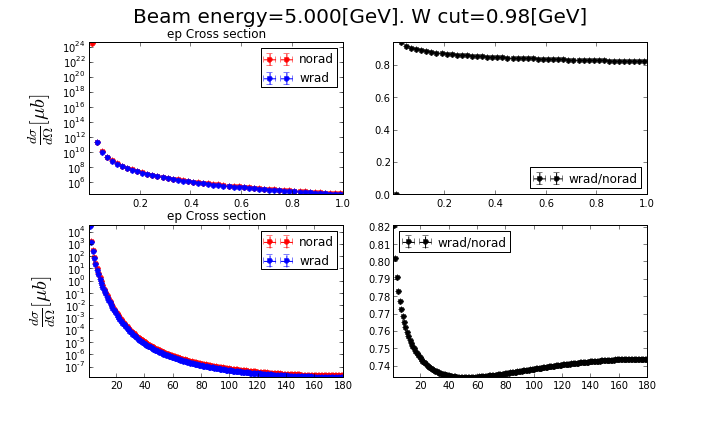 Beam energy=5.000[GeV]. W cut=0.98[GeV]
ep Cross section
dσ/dΩ [μb]
10^24
10^22
10^20
10^18
10^16
10^14
10^12
10^10
10^8
10^6
0.2 0.4 0.6 0.8 1.0
norad
wrad
0.8
0.6
0.4
0.2
0.0
0.2 0.4 0.6 0.8 1.0
wrad/norad
ep Cross section
dσ/dΩ [μb]
10^4
10^3
10^2
10^1
10^0
10^-1
10^-2
10^-3
10^-4
10^-5
10^-6
10^-7
20 40 60 80 100 120 140 160 180
norad
wrad
0.82
0.81
0.80
0.79
0.78
0.77
0.76
0.75
0.74
20 40 60 80 100 120 140 160 180
wrad/norad